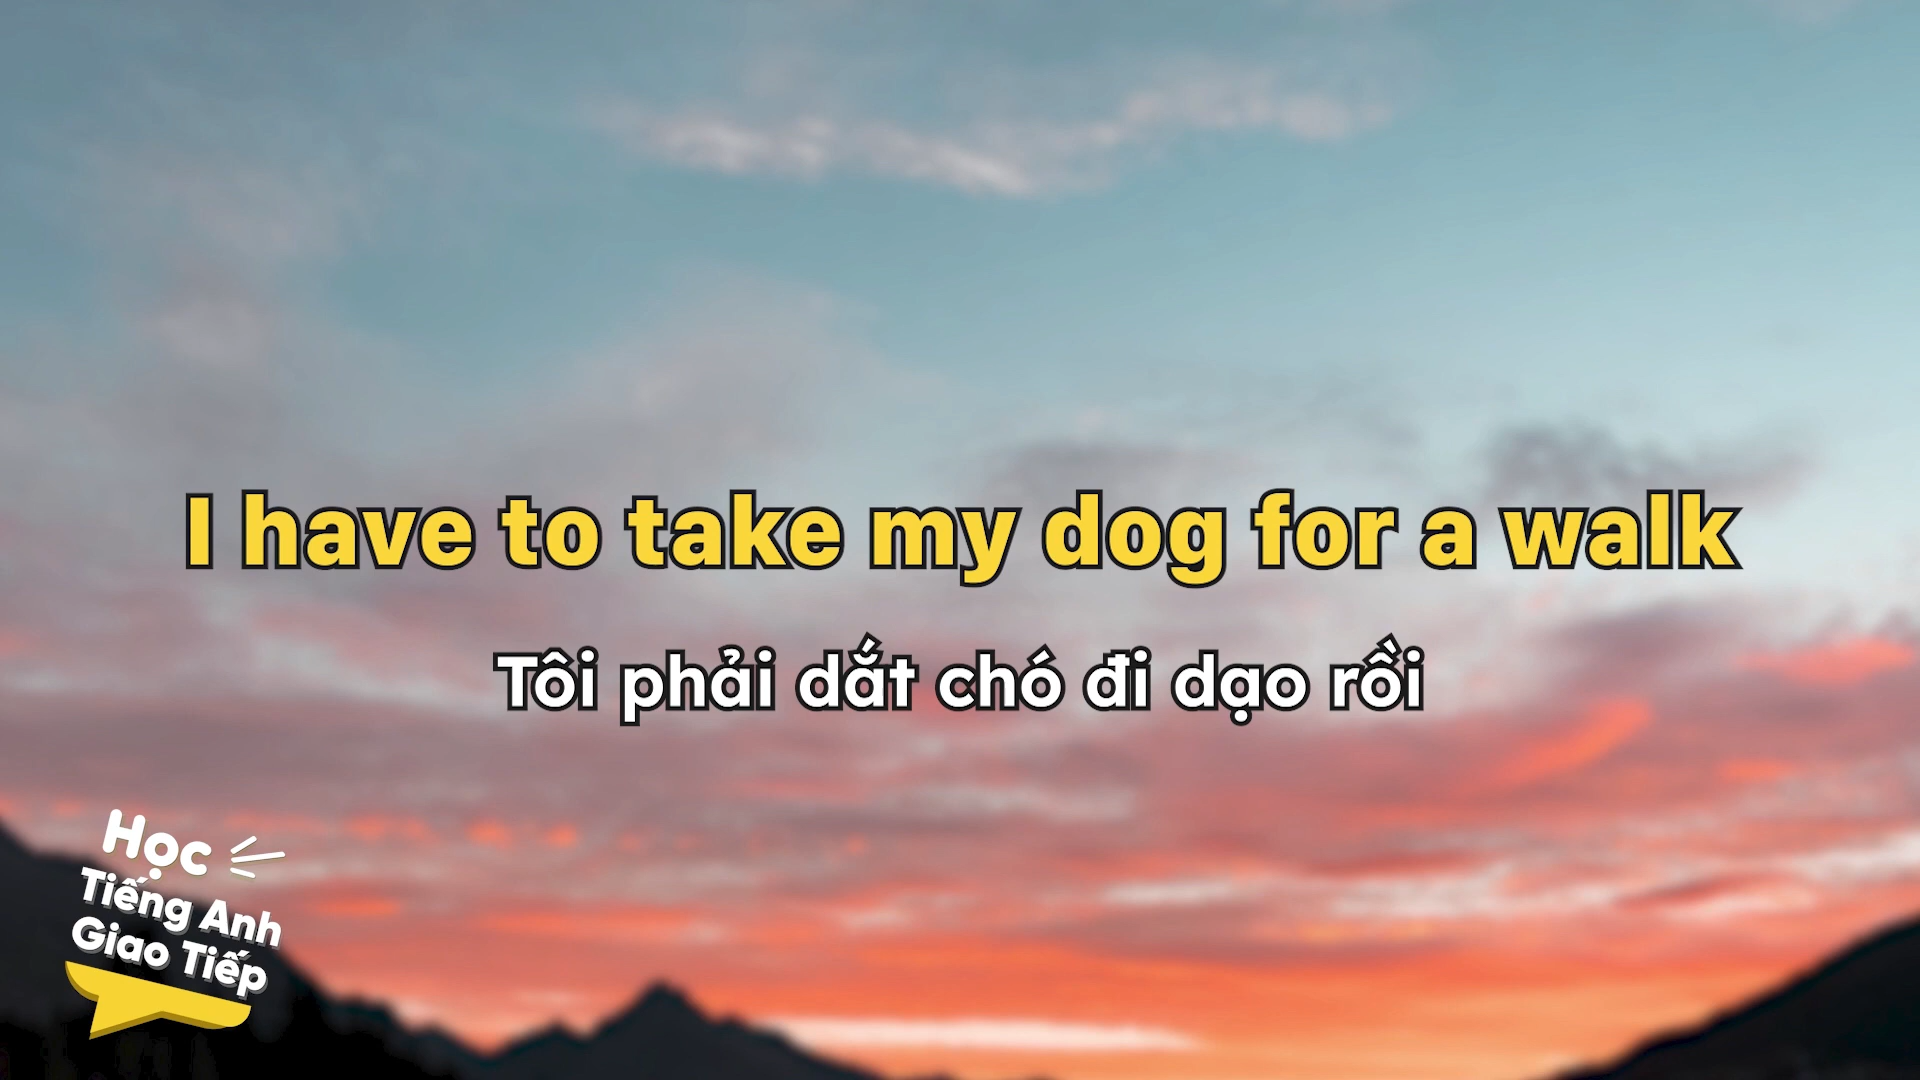 I have to take my dog for a walk
Tôi phải dắt chó đi dạo rồi
Học
Tiếng Anh
Giao Tiếp